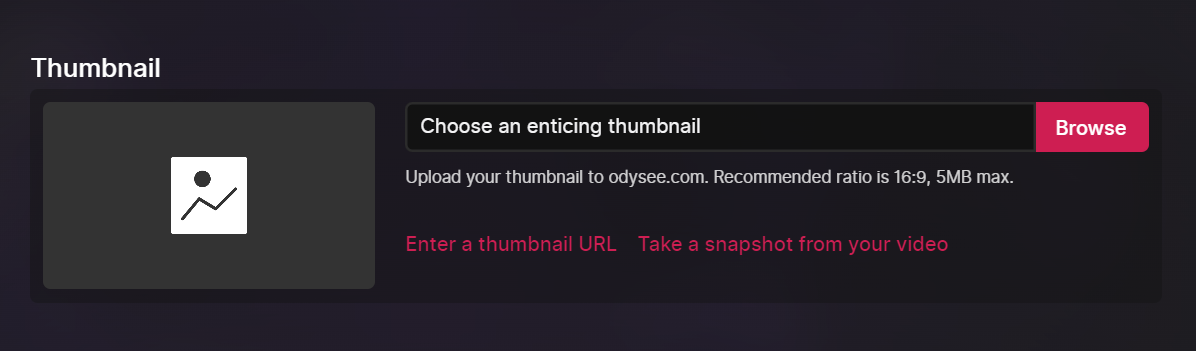 Thumbnail
Choose an enticing thumbnail
Browse
Upload your thumbnail to odysee.com. Recommended ratio is 16:9, 5MB max.
Enter a thumbnail URL
Take a snapshot from your video